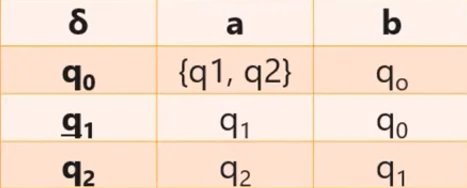 δ a b
q₀ {q1, q2} qₒ
q₁ q₁ q₀
q₂ q₂ q₁